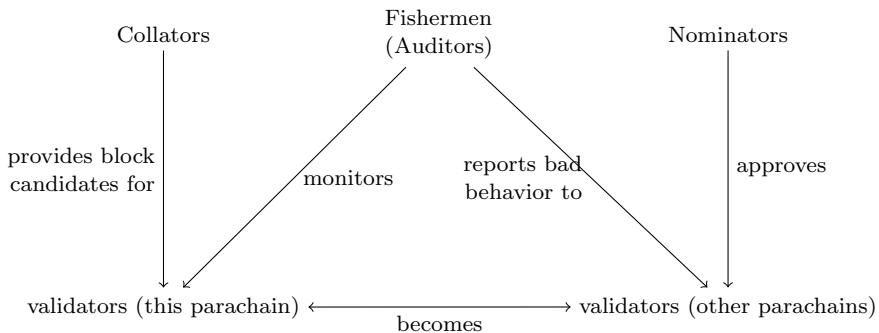 Collators
Fishermen
(Auditors)
Nominators
provides block
candidates for
monitors
reports bad
behavior to
approves
validators (this parachain)
becomes
validators (other parachains)